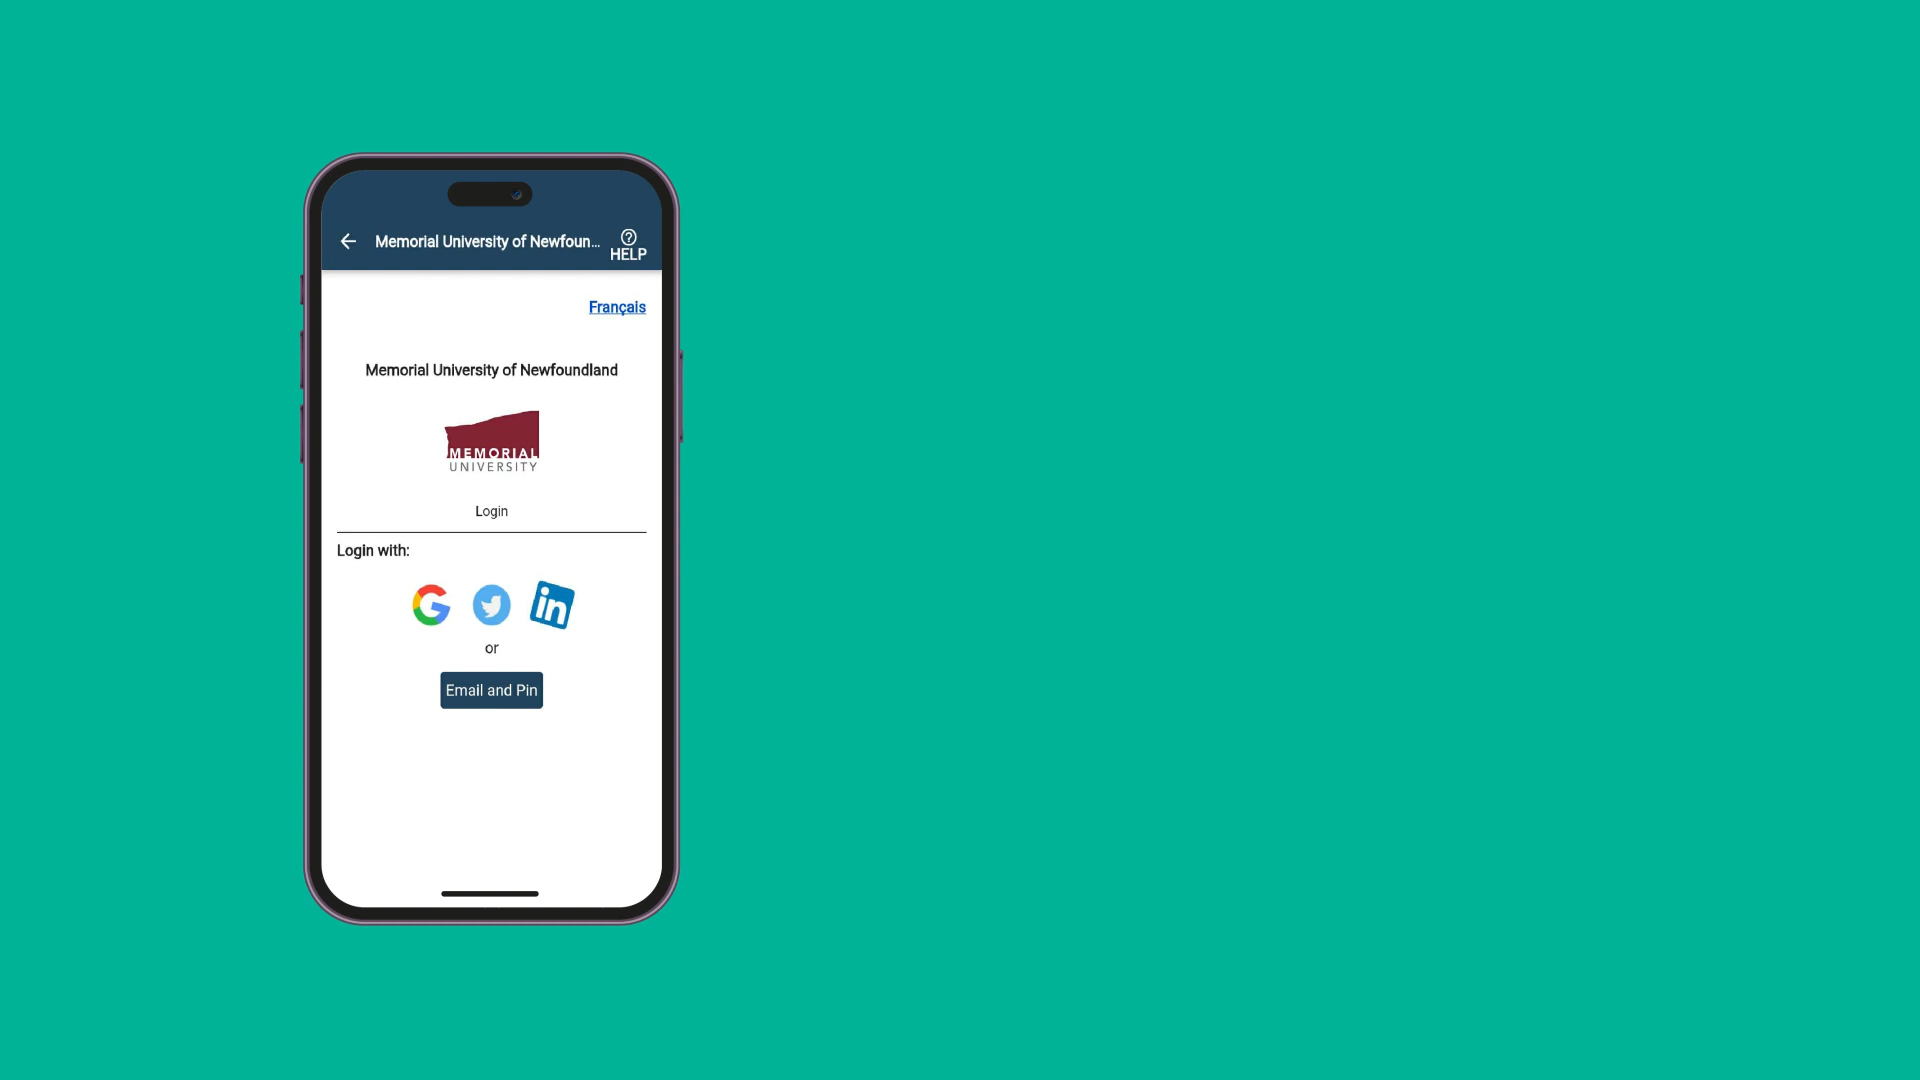 Memorial University of Newfoun...
HELP
Français
Memorial University of Newfoundland
MEMORIAL
UNIVERSITY
Login
Login with:
in
or
Email and Pin